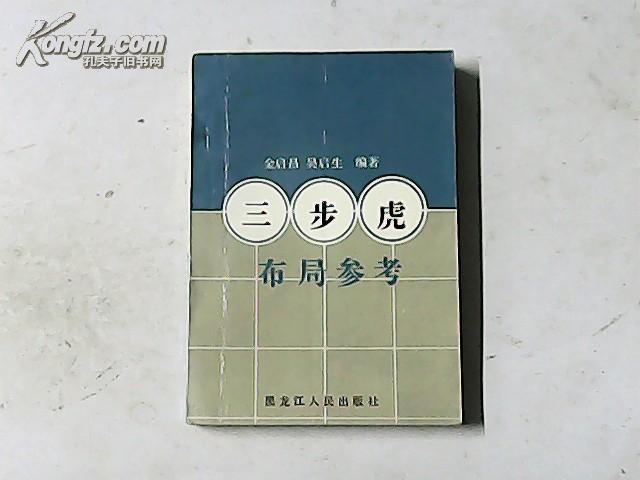 Kongfz.com
孔夫子旧书网
金启昌 吴启生 编著
三步虎
布局参考
黑龙江人民出版社